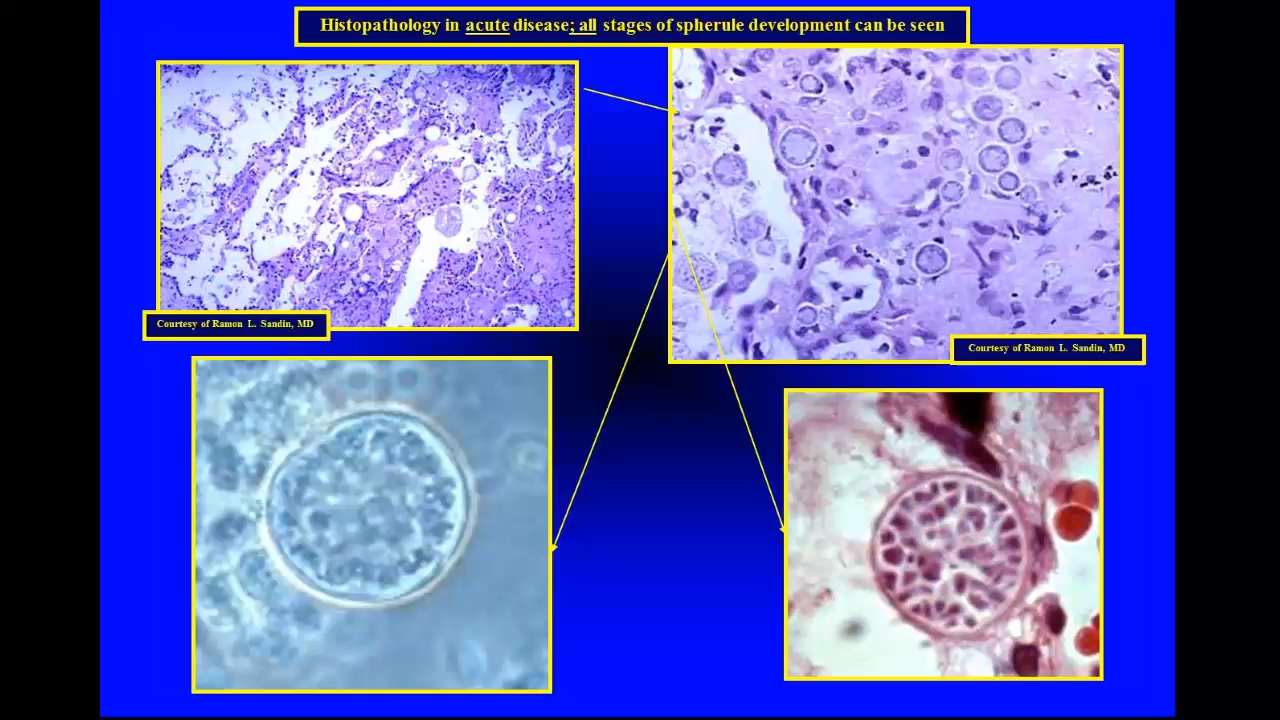 Histopathology in acute disease; all stages of spherule development can be seen
Courtesy of Ramon L. Sandin, MD
Courtesy of Ramon L. Sandin, MD